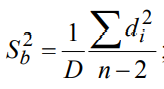 $S_b^2 = \frac{1}{D} \frac{\sum d_i^2}{n-2};$